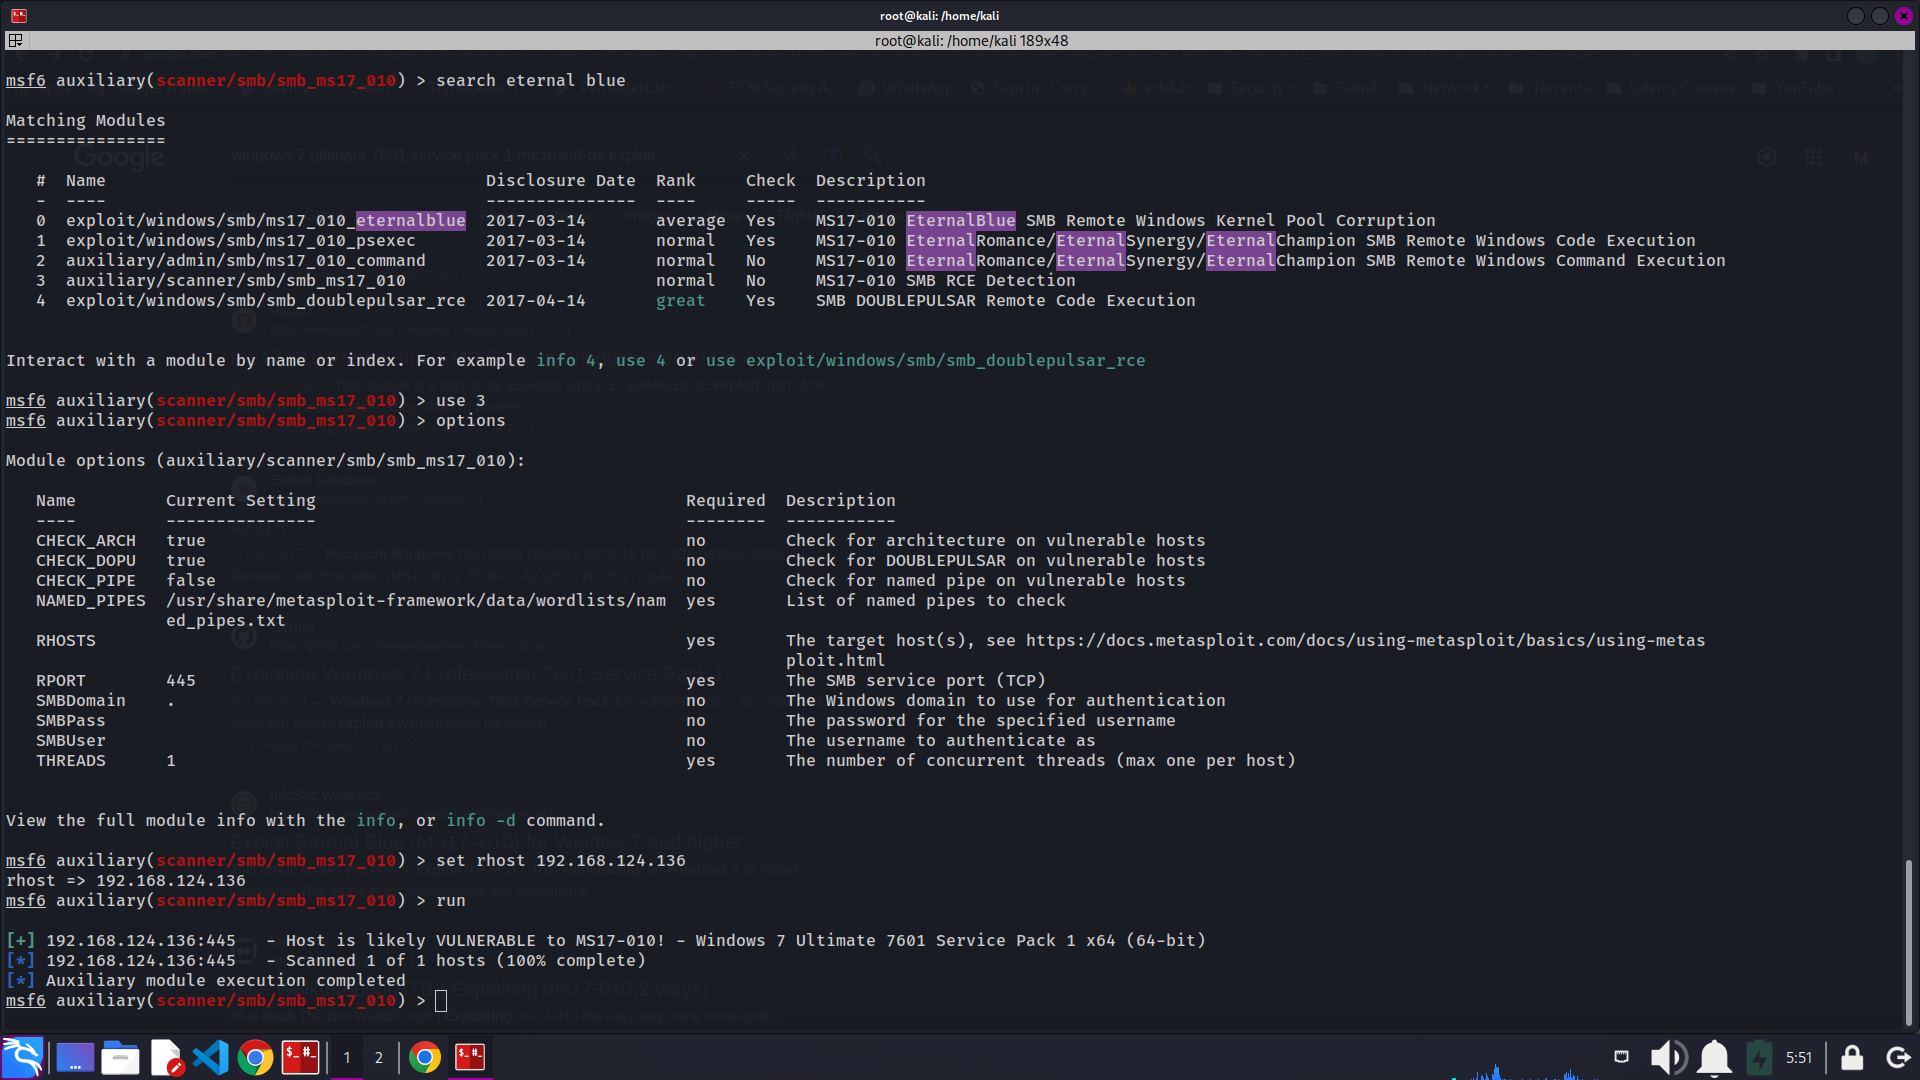 root@kali: /home/kali
root@kali: /home/kali 189x48
msf6 auxiliary(scanner/smb/smb_ms17_010) > search eternal blue
Matching Modules
================
#  Name                                      Disclosure Date  Rank     Check  Description
-  ----                                      ---------------  ----     -----  -----------
0  exploit/windows/smb/ms17_010_eternalblue  2017-03-14       average  Yes    MS17-010 EternalBlue SMB Remote Windows Kernel Pool Corruption
1  exploit/windows/smb/ms17_010_psexec       2017-03-14       normal   Yes    MS17-010 EternalRomance/EternalSynergy/EternalChampion SMB Remote Windows Code Execution
2  auxiliary/admin/smb/ms17_010_command      2017-03-14       normal   No     MS17-010 EternalRomance/EternalSynergy/EternalChampion SMB Remote Windows Command Execution
3  auxiliary/scanner/smb/smb_ms17_010                         normal   No     MS17-010 SMB RCE Detection
4  exploit/windows/smb/smb_doublepulsar_rce  2017-04-14       great    Yes    SMB DOUBLEPULSAR Remote Code Execution
Interact with a module by name or index. For example info 4, use 4 or use exploit/windows/smb/smb_doublepulsar_rce
msf6 auxiliary(scanner/smb/smb_ms17_010) > use 3
msf6 auxiliary(scanner/smb/smb_ms17_010) > options
Module options (auxiliary/scanner/smb/smb_ms17_010):
Name         Current Setting                                     Required  Description
----         ---------------                                     --------  -----------
CHECK_ARCH   true                                                no        Check for architecture on vulnerable hosts
CHECK_DOPU   true                                                no        Check for DOUBLEPULSAR on vulnerable hosts
CHECK_PIPE   false                                               no        Check for named pipe on vulnerable hosts
NAMED_PIPES  /usr/share/metasploit-framework/data/wordlists/nam  yes       List of named pipes to check
ed_pipes.txt
RHOSTS                                                           yes       The target host(s), see https://docs.metasploit.com/docs/using-metasploit/basics/using-metas
ploit.html
RPORT        445                                                 yes       The SMB service port (TCP)
SMBDomain    .                                                   no        The Windows domain to use for authentication
SMBPass                                                          no        The password for the specified username
SMBUser                                                          no        The username to authenticate as
THREADS      1                                                   yes       The number of concurrent threads (max one per host)
View the full module info with the info, or info -d command.
msf6 auxiliary(scanner/smb/smb_ms17_010) > set rhost 192.168.124.136
rhost => 192.168.124.136
msf6 auxiliary(scanner/smb/smb_ms17_010) > run
[+] 192.168.124.136:445   - Host is likely VULNERABLE to MS17-010! - Windows 7 Ultimate 7601 Service Pack 1 x64 (64-bit)
[*] 192.168.124.136:445   - Scanned 1 of 1 hosts (100% complete)
[*] Auxiliary module execution completed
msf6 auxiliary(scanner/smb/smb_ms17_010) >
1 2 5:51